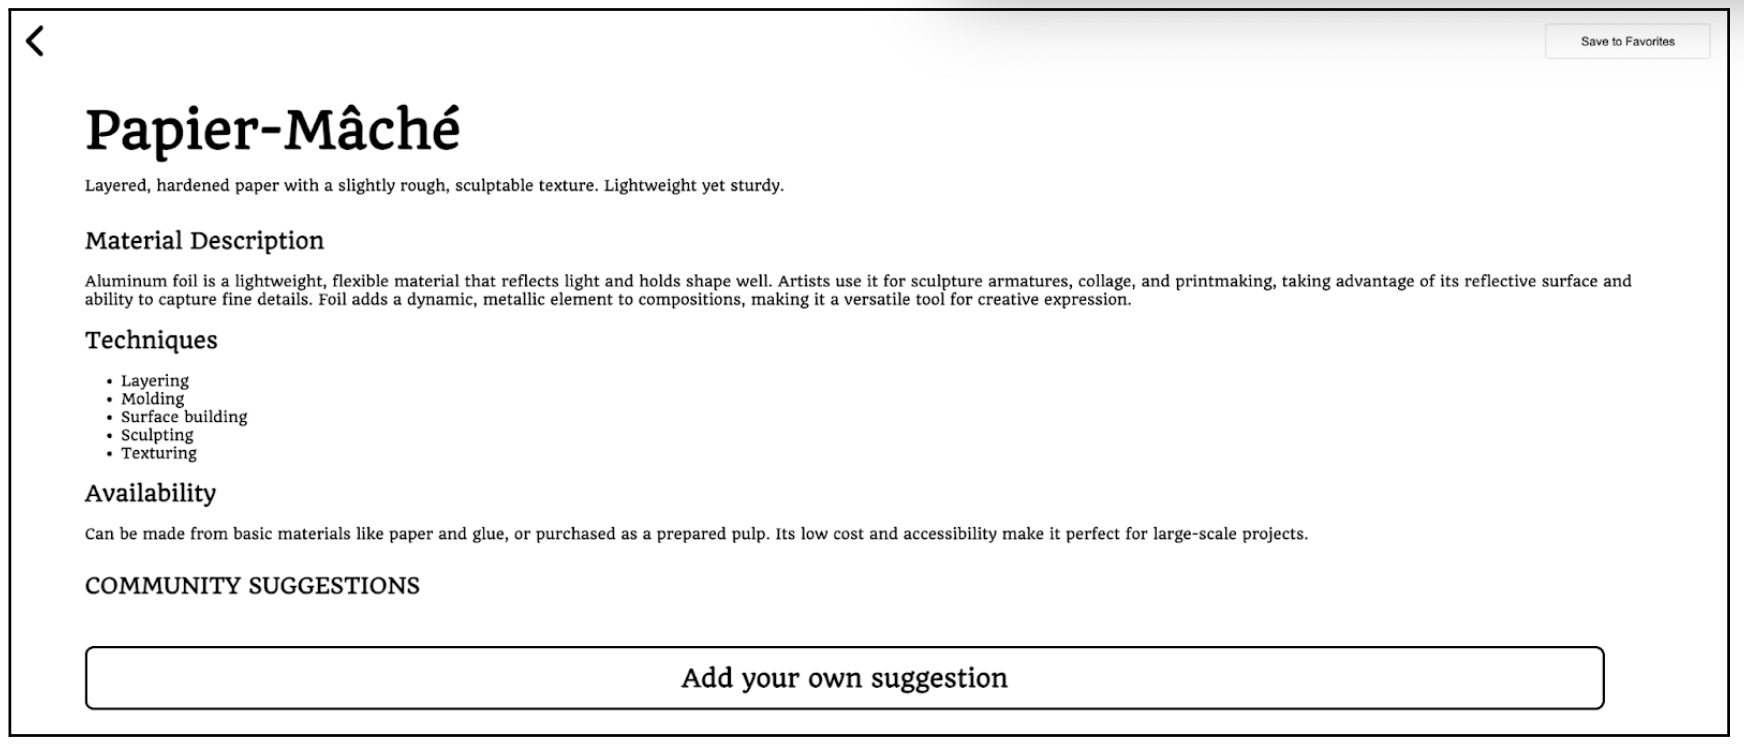 Save to Favorites
Papier-Mâché
Layered, hardened paper with a slightly rough, sculptable texture. Lightweight yet sturdy.
Material Description
Aluminum foil is a lightweight, flexible material that reflects light and holds shape well. Artists use it for sculpture armatures, collage, and printmaking, taking advantage of its reflective surface and
ability to capture fine details. Foil adds a dynamic, metallic element to compositions, making it a versatile tool for creative expression.
Techniques
• Layering
• Molding
• Surface building
• Sculpting
• Texturing
Availability
Can be made from basic materials like paper and glue, or purchased as a prepared pulp. Its low cost and accessibility make it perfect for large-scale projects.
COMMUNITY SUGGESTIONS
Add your own suggestion